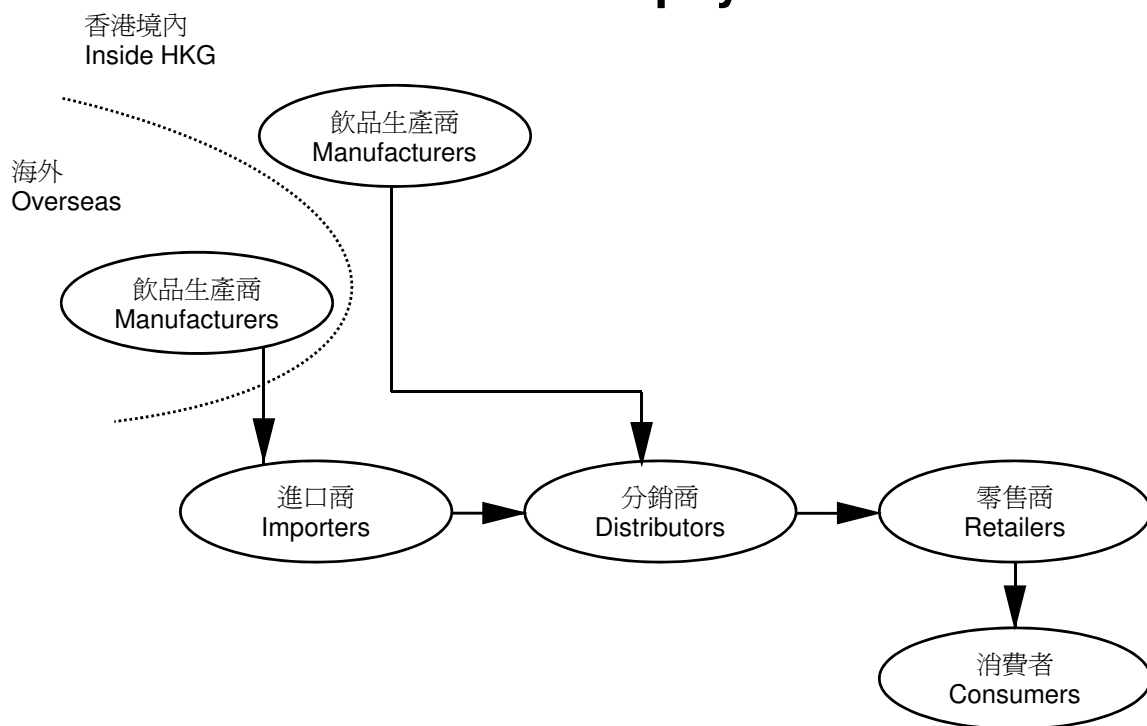 香港境內
Inside HKG
飲品生產商
Manufacturers
海外
Overseas
飲品生產商
Manufacturers
進口商
Importers
分銷商
Distributors
零售商
Retailers
消費者
Consumers